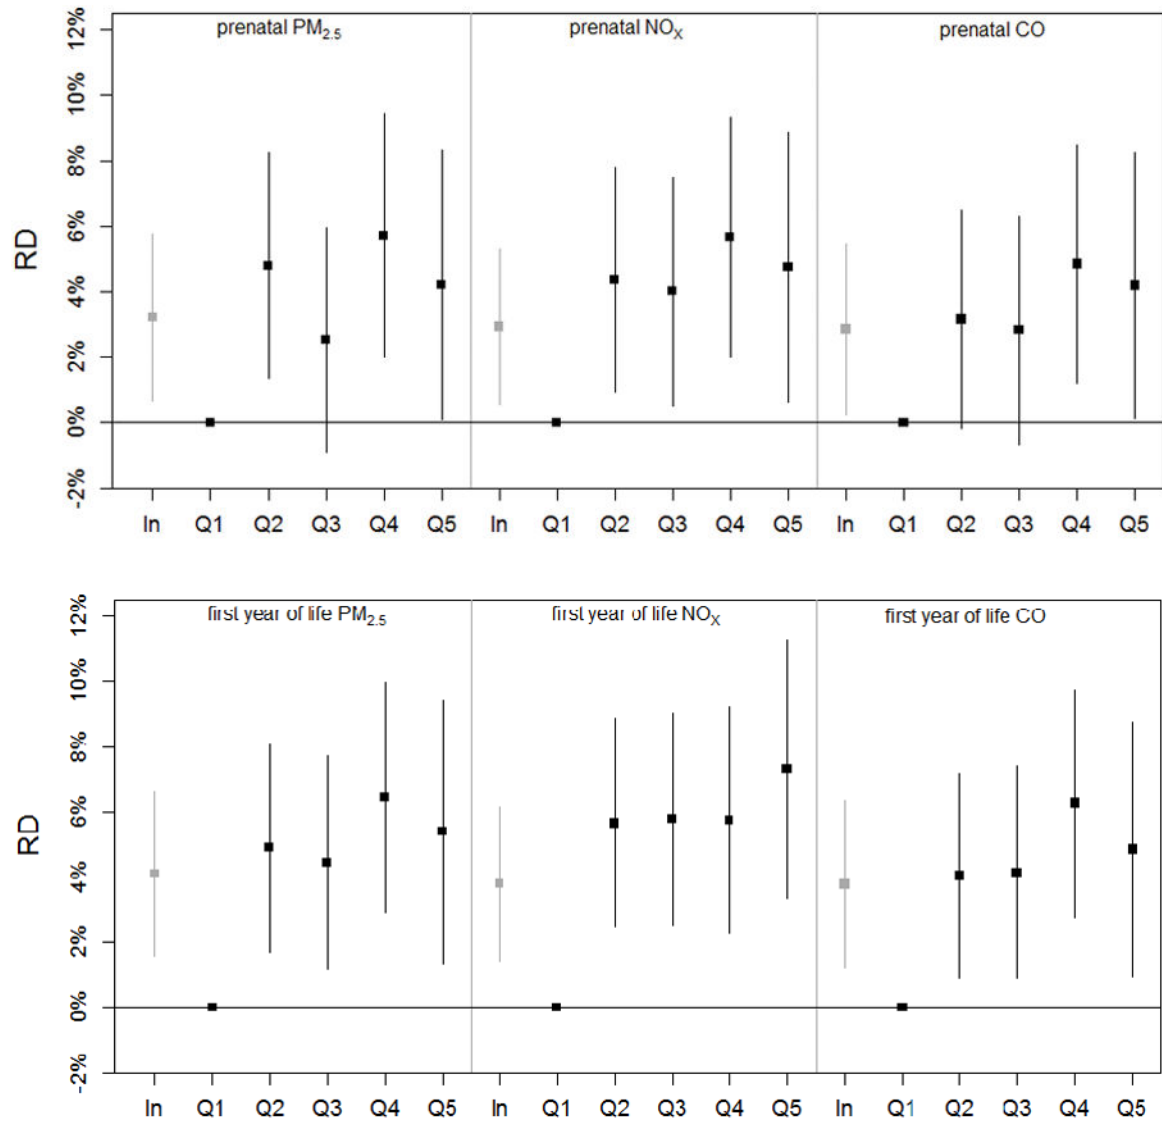 prenatal PM2.5 prenatal NOX prenatal CO
12%
10%
8%
6%
4%
2%
0%
-2%
RD
In Q1 Q2 Q3 Q4 Q5 In Q1 Q2 Q3 Q4 Q5 In Q1 Q2 Q3 Q4 Q5
first year of life PM2.5 first year of life NOX first year of life CO
12%
10%
8%
6%
4%
2%
0%
-2%
RD
In Q1 Q2 Q3 Q4 Q5 In Q1 Q2 Q3 Q4 Q5 In Q1 Q2 Q3 Q4 Q5